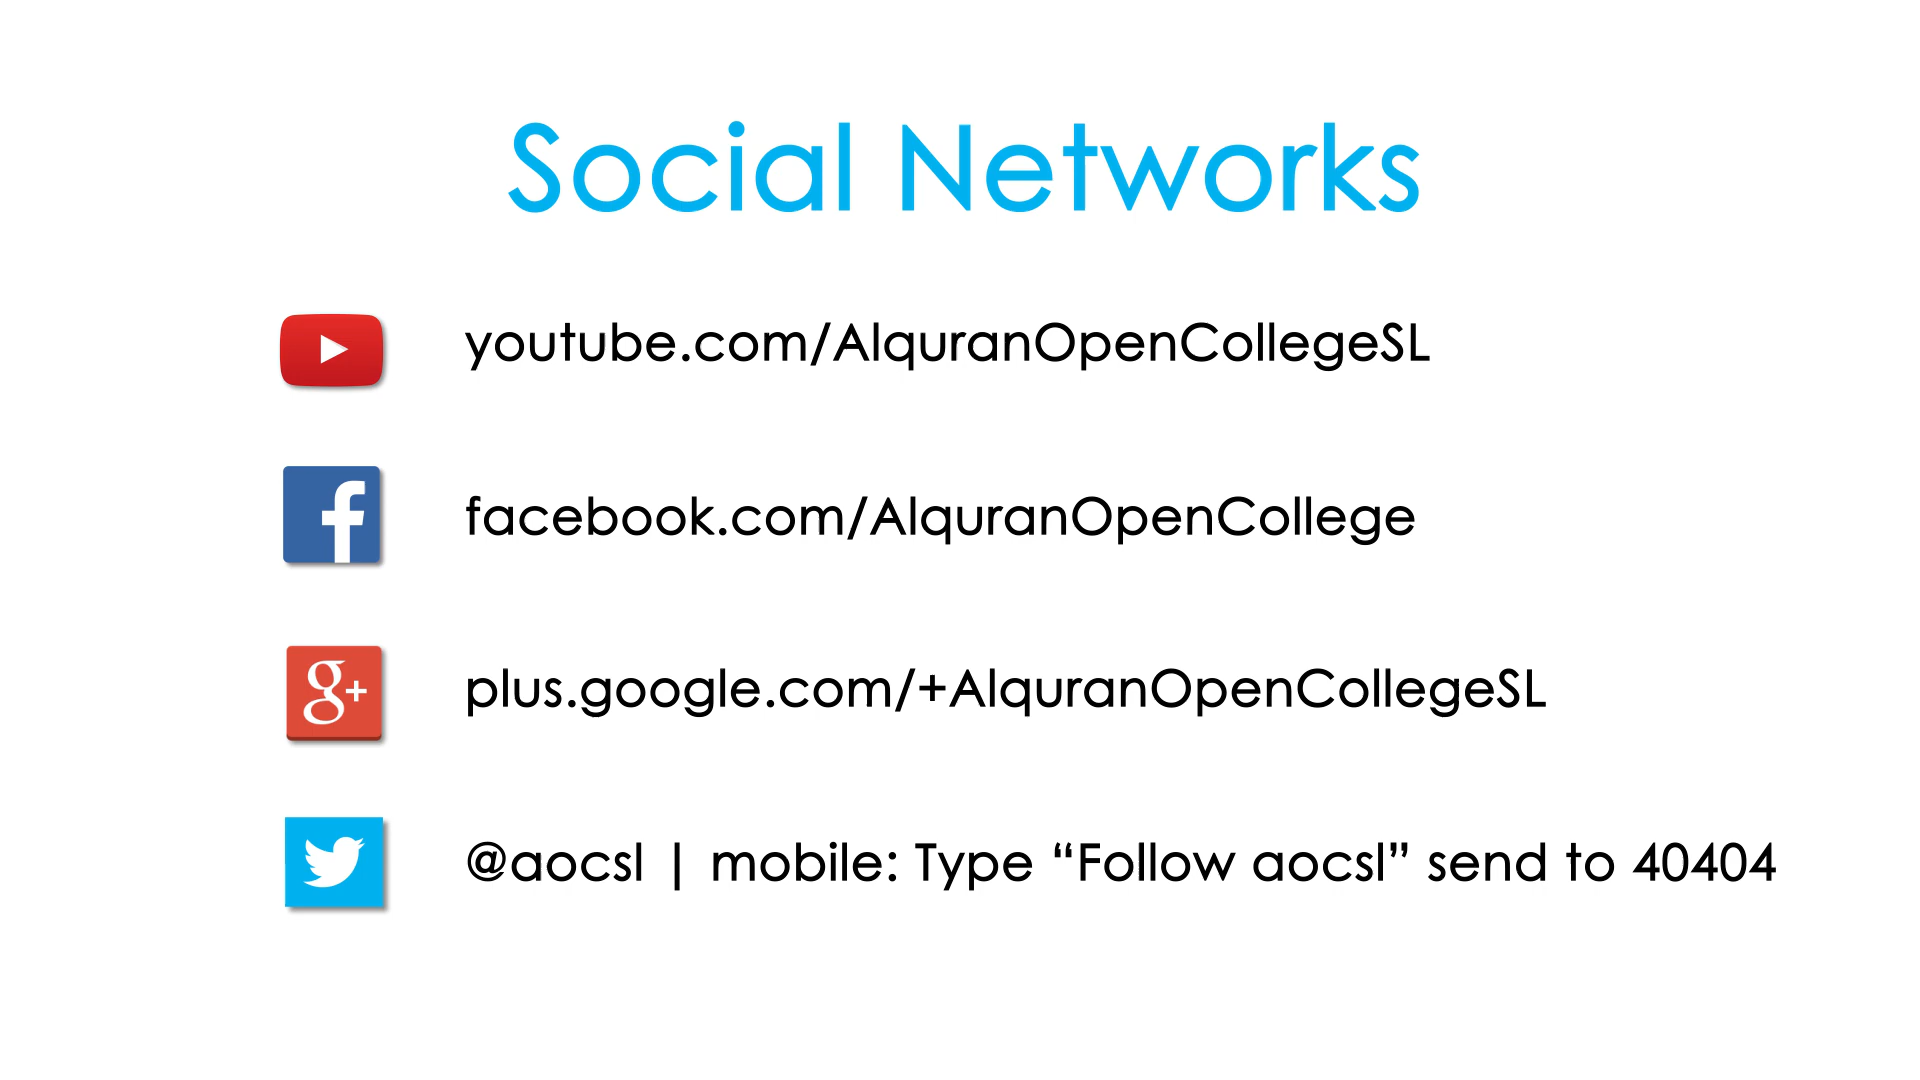 Social Networks
youtube.com/AlquranOpenCollegeSL
facebook.com/AlquranOpenCollege
g+
plus.google.com/+AlquranOpenCollegeSL
@aocsl | mobile: Type “Follow aocsl” send to 40404